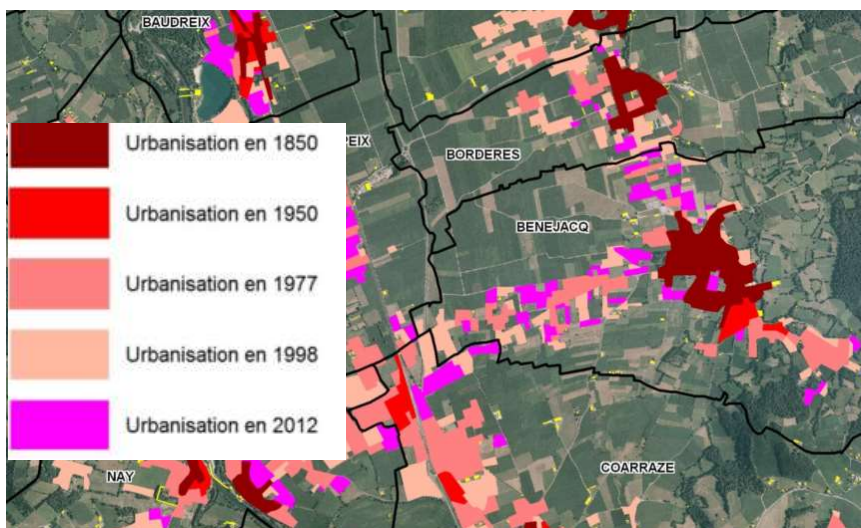 BAUDREIX
Urbanisation en 1850
REIX
BORDERES
Urbanisation en 1950
BENEJACQ
Urbanisation en 1977
Urbanisation en 1998
Urbanisation en 2012
NAY
COARRAZE